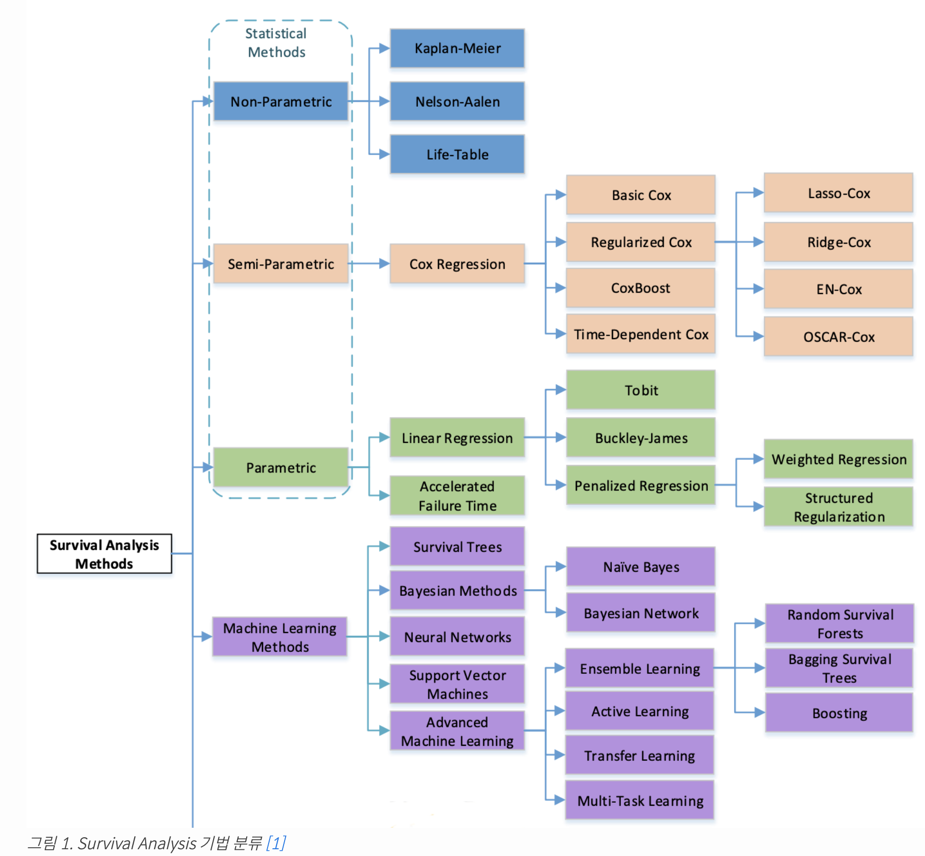 Statistical
Methods
Kaplan-Meier
Non-Parametric
Nelson-Aalen
Life-Table
Basic Cox
Lasso-Cox
Regularized Cox
Ridge-Cox
Semi-Parametric
Cox Regression
CoxBoost
EN-Cox
Time-Dependent Cox
OSCAR-Cox
Tobit
Linear Regression
Buckley-James
Parametric
Weighted Regression
Penalized Regression
Accelerated
Failure Time
Structured
Regularization
Survival Analysis
Methods
Survival Trees
Naïve Bayes
Bayesian Methods
Bayesian Network
Machine Learning
Methods
Neural Networks
Random Survival
Forests
Support Vector
Machines
Ensemble Learning
Bagging Survival
Trees
Advanced
Machine Learning
Active Learning
Boosting
Transfer Learning
Multi-Task Learning
그림 1. Survival Analysis 기법 분류 [1]